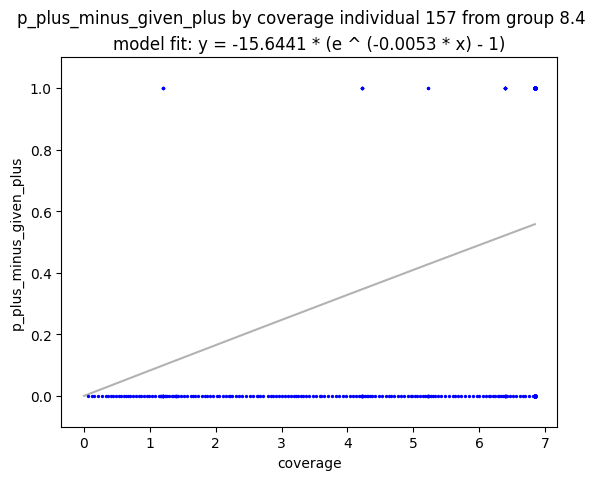 p_plus_minus_given_plus by coverage individual 157 from group 8.4
model fit: y = -15.6441 * (e ^ (-0.0053 * x) - 1)
1.0
0.8
0.6
0.4
0.2
0.0
p_plus_minus_given_plus
0 1 2 3 4 5 6 7
coverage